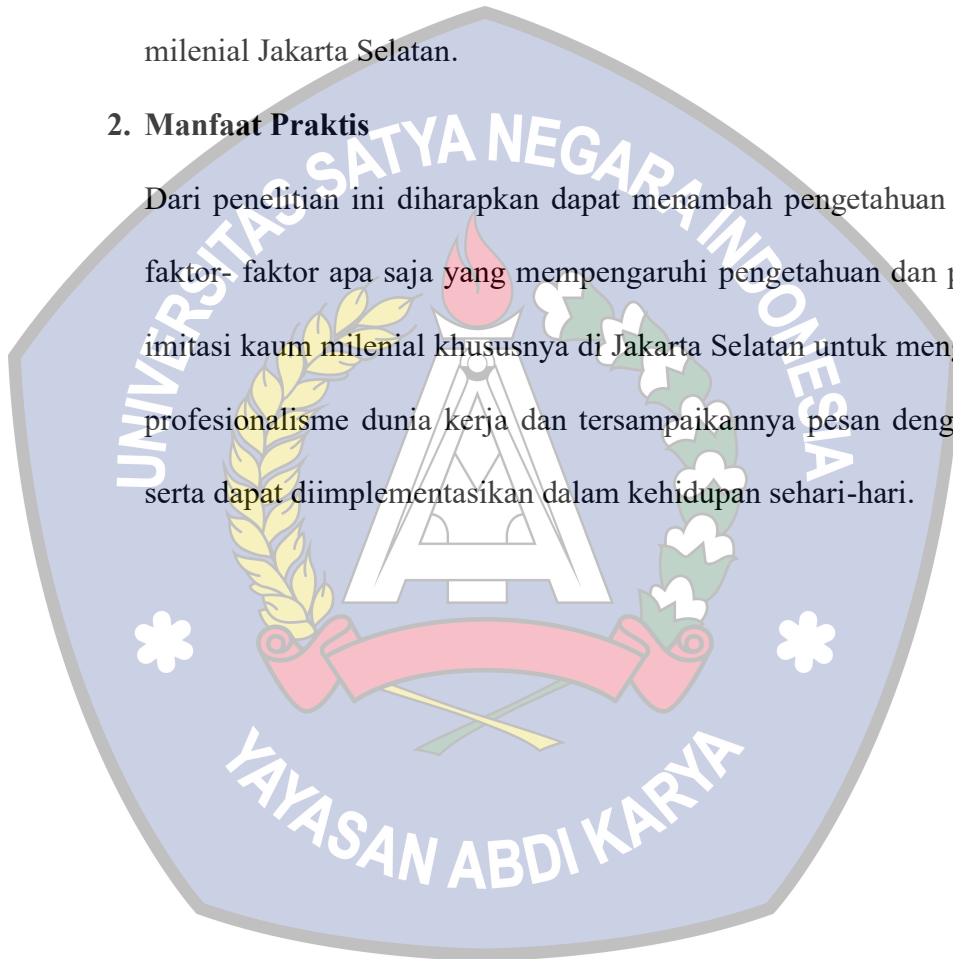 milenial Jakarta Selatan.
2. Manfaat Praktis
Dari penelitian ini diharapkan dapat menambah pengetahuan
faktor- faktor apa saja yang mempengaruhi pengetahuan dan
imitasi kaum milenial khususnya di Jakarta Selatan untuk
profesionalisme dunia kerja dan tersampaikannya pesan
serta dapat diimplementasikan dalam kehidupan sehari-hari.
UNIVERSITAS SATYA NEGARA INDONESIA
YAYASAN ABDI KARYA